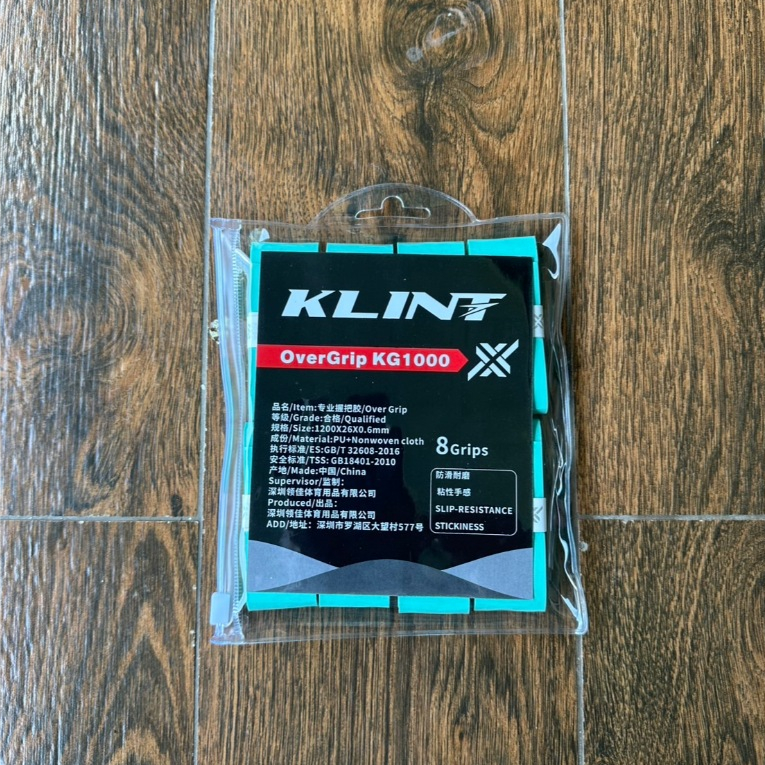 KLINT
OverGrip KG1000
品名/Item:专业握把胶/Over Grip
等级/Grade:合格/Qualified
规格/Size:1200X26X0.6mm
成份/Material:PU+Nonwoven cloth
执行标准/ES:GB/T 32608-2016
安全标准/TSS: GB18401-2010
产地/Made:中国/China
Supervisor/监制:
深圳领佳体育用品有限公司
Produced/出品:
深圳领佳体育用品有限公司
ADD/地址: 深圳市罗湖区大望村577号
8Grips
防滑耐磨
粘性手感
SLIP-RESISTANCE
STICKINESS